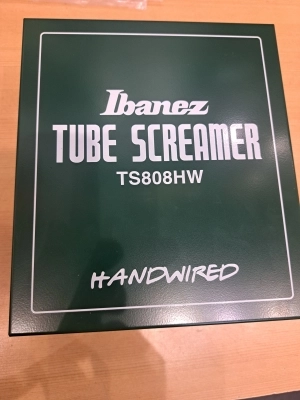 Ibanez
TUBE SCREAMER
TS808HW
HANDWIRED